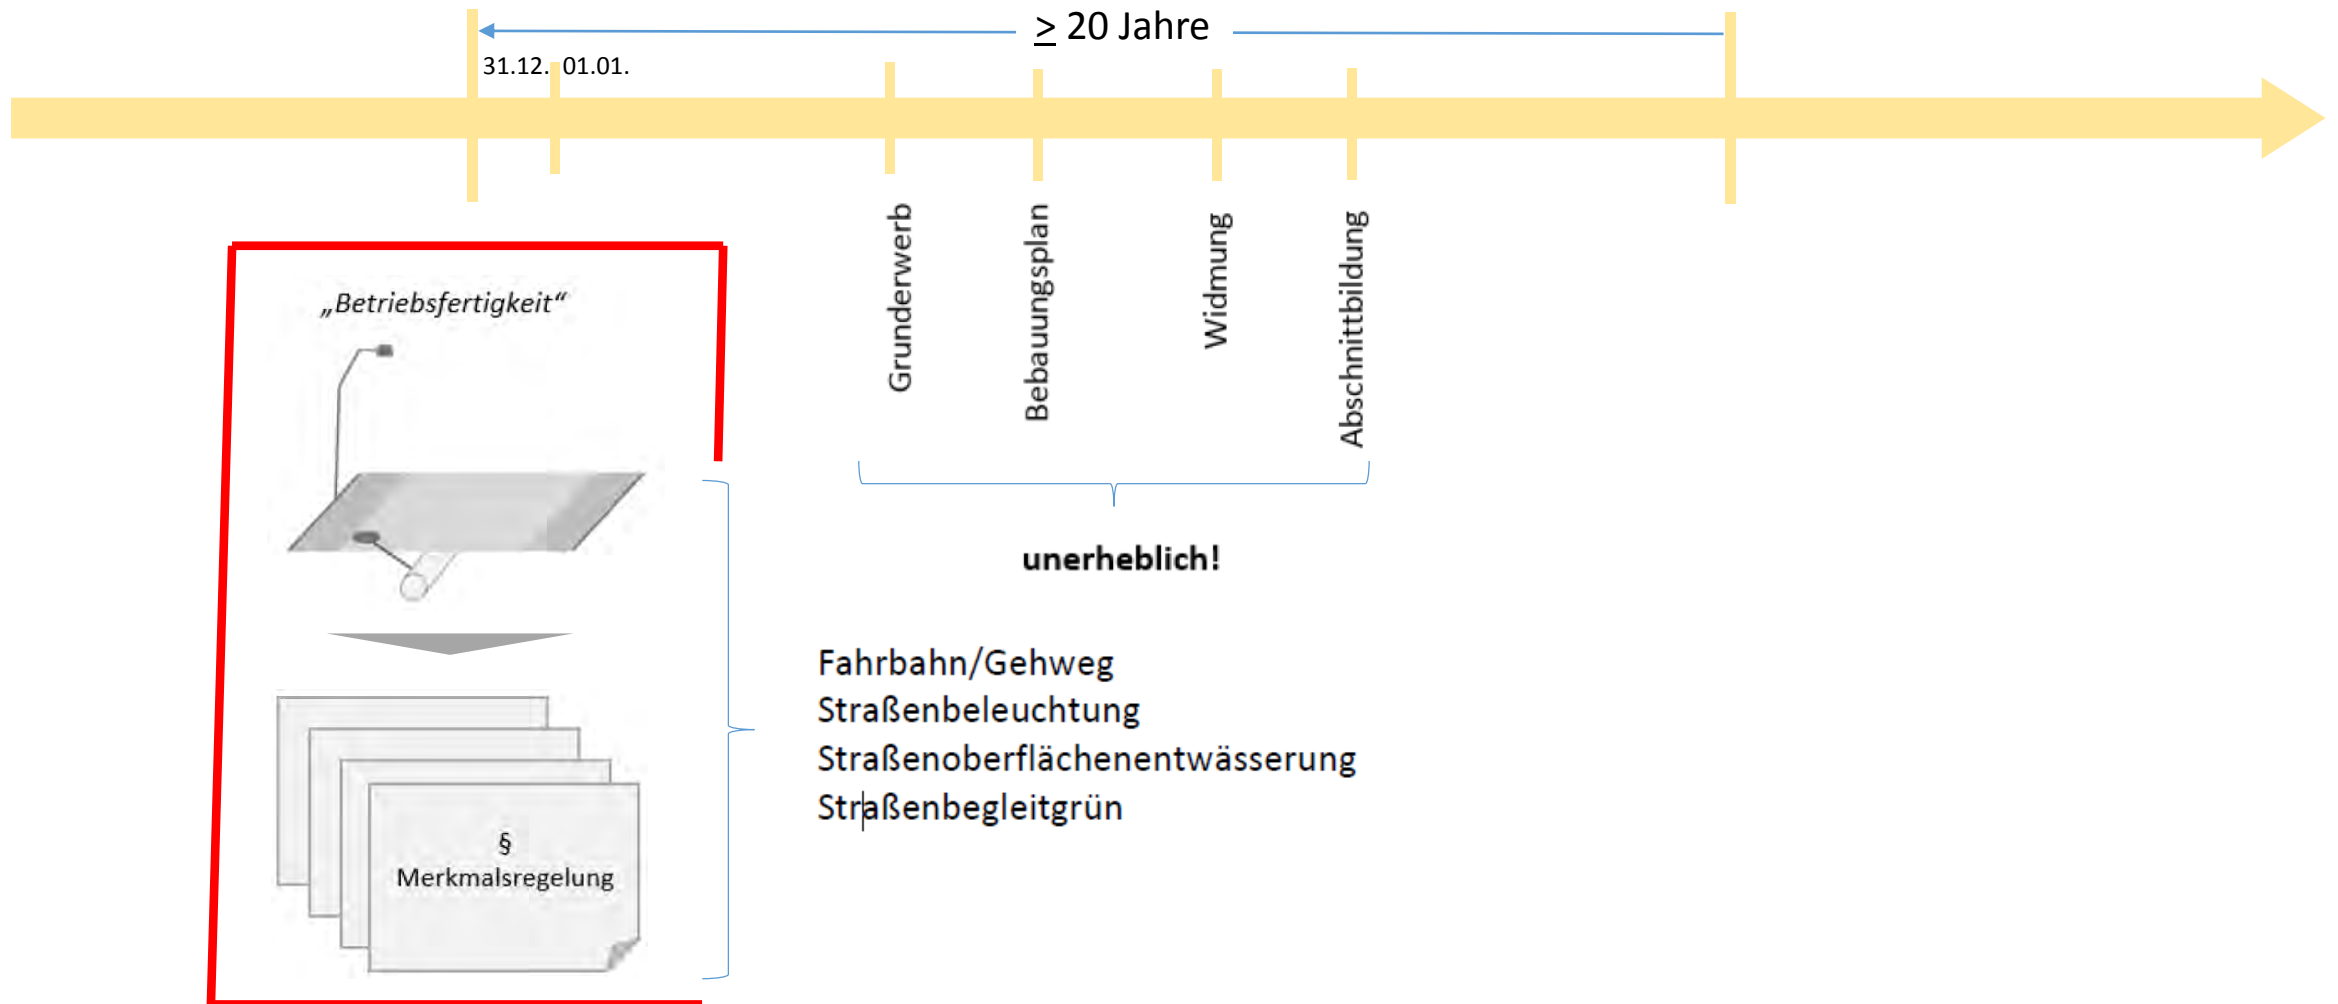 ≥ 20 Jahre
31.12. 01.01.
Grunderwerb
Bebauungsplan
Widmung
Abschnittbildung
„Betriebsfertigkeit“
unerheblich!
Fahrbahn/Gehweg
Straßenbeleuchtung
Straßenoberflächenentwässerung
Straßenbegleitgrün
§
Merkmalsregelung